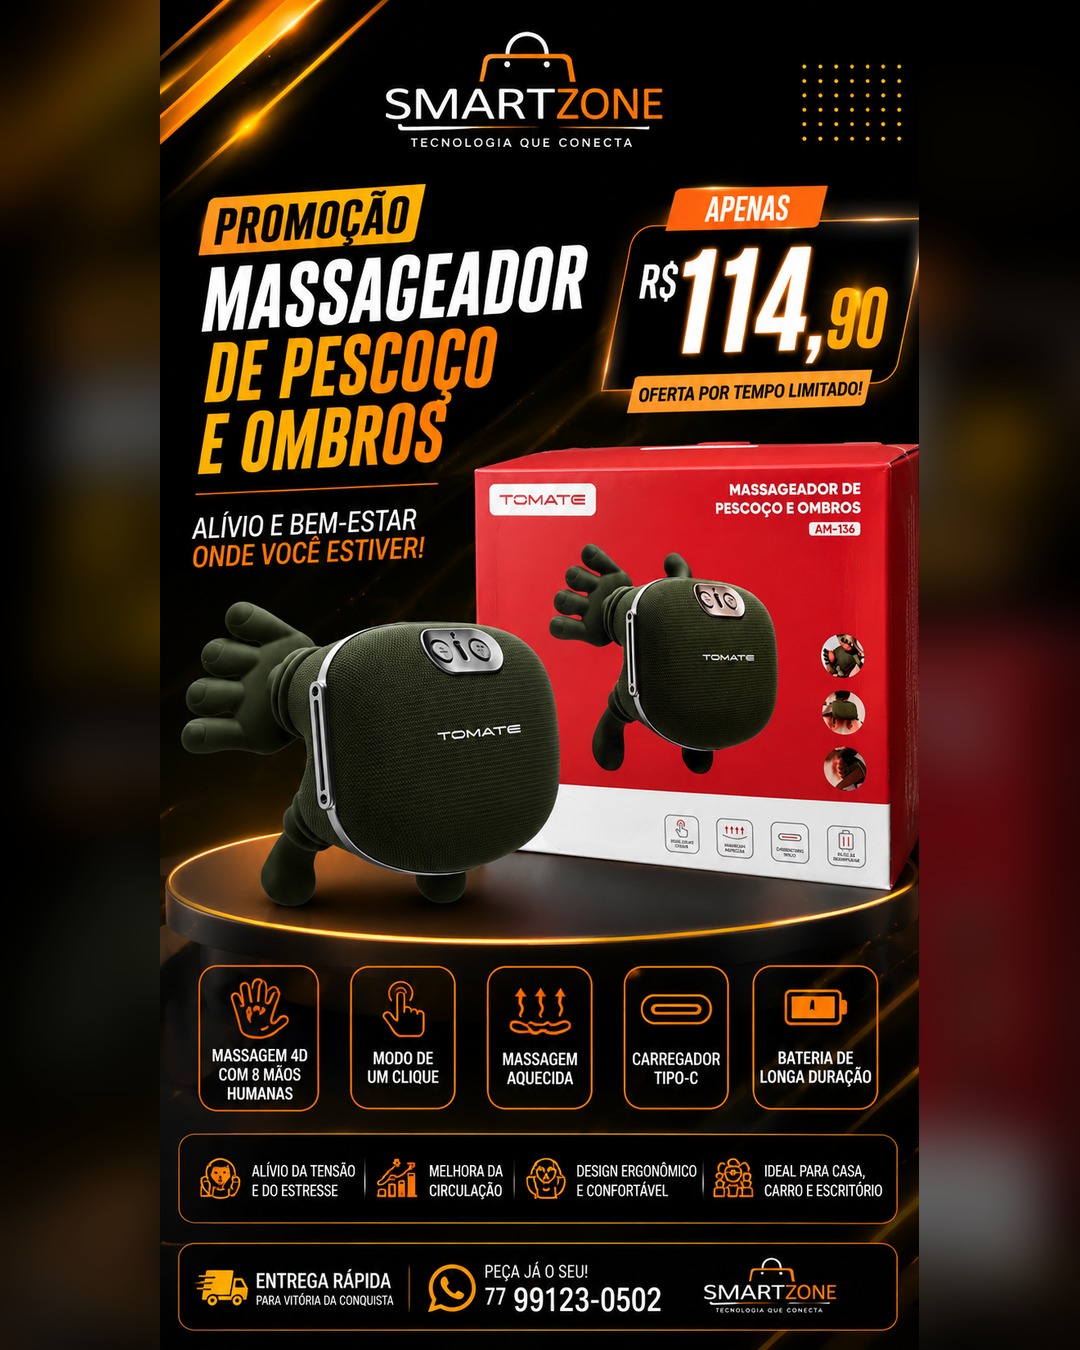 SMARTZONE
TECNOLOGIA QUE CONECTA
PROMOÇÃO
MASSAGEADOR
DE PESCOÇO
E OMBROS
ALÍVIO E BEM-ESTAR
ONDE VOCÊ ESTIVER!
APENAS
R$114,90
OFERTA POR TEMPO LIMITADO!
TOMATE
MASSAGEADOR DE
PESCOÇO E OMBROS
AM-136
TOMATE
TOMATE
MASSAGEM 4D
COM 8 MÃOS
HUMANAS
MODO DE
UM CLIQUE
MASSAGEM
AQUECIDA
CARREGADOR
TIPO-C
BATERIA DE
LONGA DURAÇÃO
ALÍVIO DA TENSÃO
E DO ESTRESSE
MELHORA DA
CIRCULAÇÃO
DESIGN ERGONÔMICO
E CONFORTÁVEL
IDEAL PARA CASA,
CARRO E ESCRITÓRIO
ENTREGA RÁPIDA
PARA VITÓRIA DA CONQUISTA
PEÇA JÁ O SEU!
77 99123-0502
SMARTZONE
TECNOLOGIA QUE CONECTA